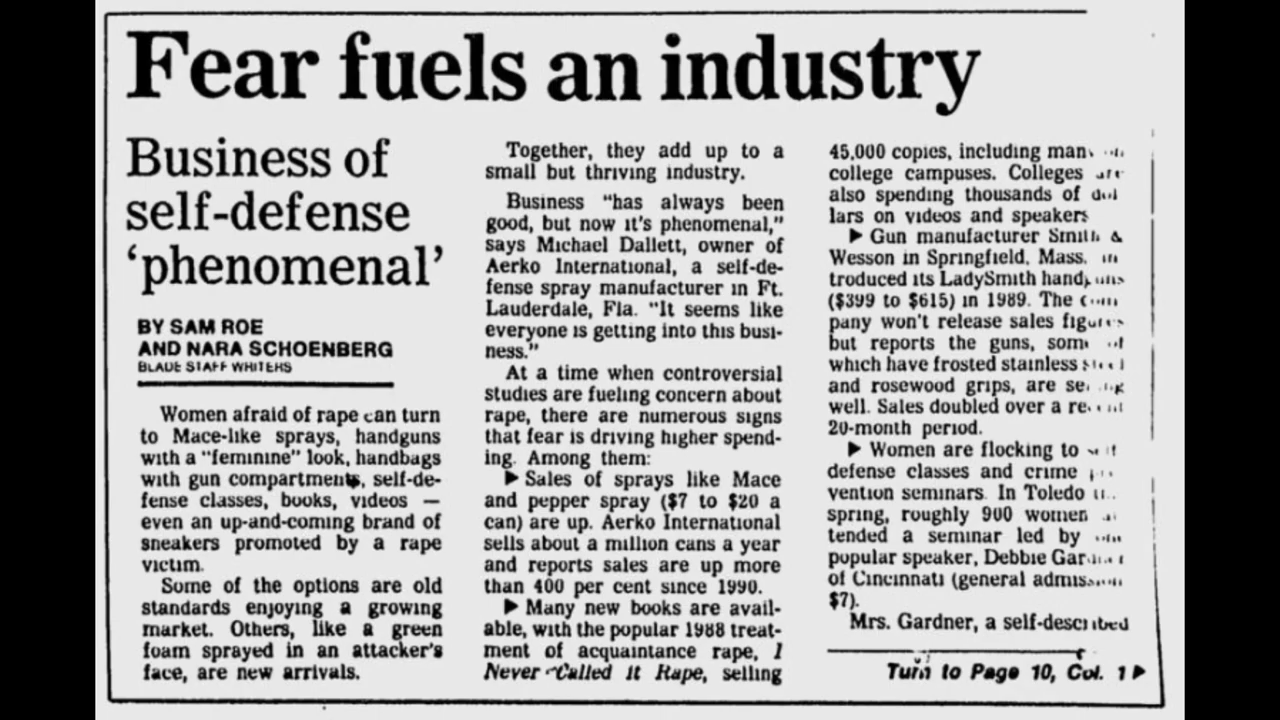 Fear fuels an industry
Business of
self-defense
‘phenomenal’
BY SAM ROE
AND NARA SCHOENBERG
BLADE STAFF WRITERS
Women afraid of rape can turn
to Mace-like sprays, handguns
with a "feminine" look, handbags
with gun compartments, self-de-
fense classes, books, videos —
even an up-and-coming brand of
sneakers promoted by a rape
victim.
Some of the options are old
standards enjoying a growing
market. Others, like a green
foam sprayed in an attacker's
face, are new arrivals.
Together, they add up to a
small but thriving industry.
Business "has always been
good, but now it's phenomenal,"
says Michael Dallett, owner of
Aerko International, a self-de-
fense spray manufacturer in Ft.
Lauderdale, Fla. "It seems like
everyone is getting into this busi-
ness."
At a time when controversial
studies are fueling concern about
rape, there are numerous signs
that fear is driving higher spend-
ing. Among them:
▶ Sales of sprays like Mace
and pepper spray ($7 to $20 a
can) are up. Aerko International
sells about a million cans a year
and reports sales are up more
than 400 per cent since 1990.
▶ Many new books are avail-
able, with the popular 1988 treat-
ment of acquaintance rape, I
Never Called It Rape, selling
45,000 copies, including many
college campuses. Colleges are
also spending thousands of dol
lars on videos and speakers
▶ Gun manufacturer Smith &
Wesson in Springfield, Mass. in
troduced its LadySmith handguns
($399 to $615) in 1989. The com
pany won't release sales figures
but reports the guns, some of
which have frosted stainless steel
and rosewood grips, are
well. Sales doubled over a recent
20-month period.
▶ Women are flocking to
defense classes and crime
vention seminars. In Toledo
spring, roughly 900 women at
tended a seminar led by
popular speaker, Debbie Gardner
of Cincinnati (general admission
$7).
Mrs. Gardner, a self-described
Turn to Page 10, Col. 1 ▶